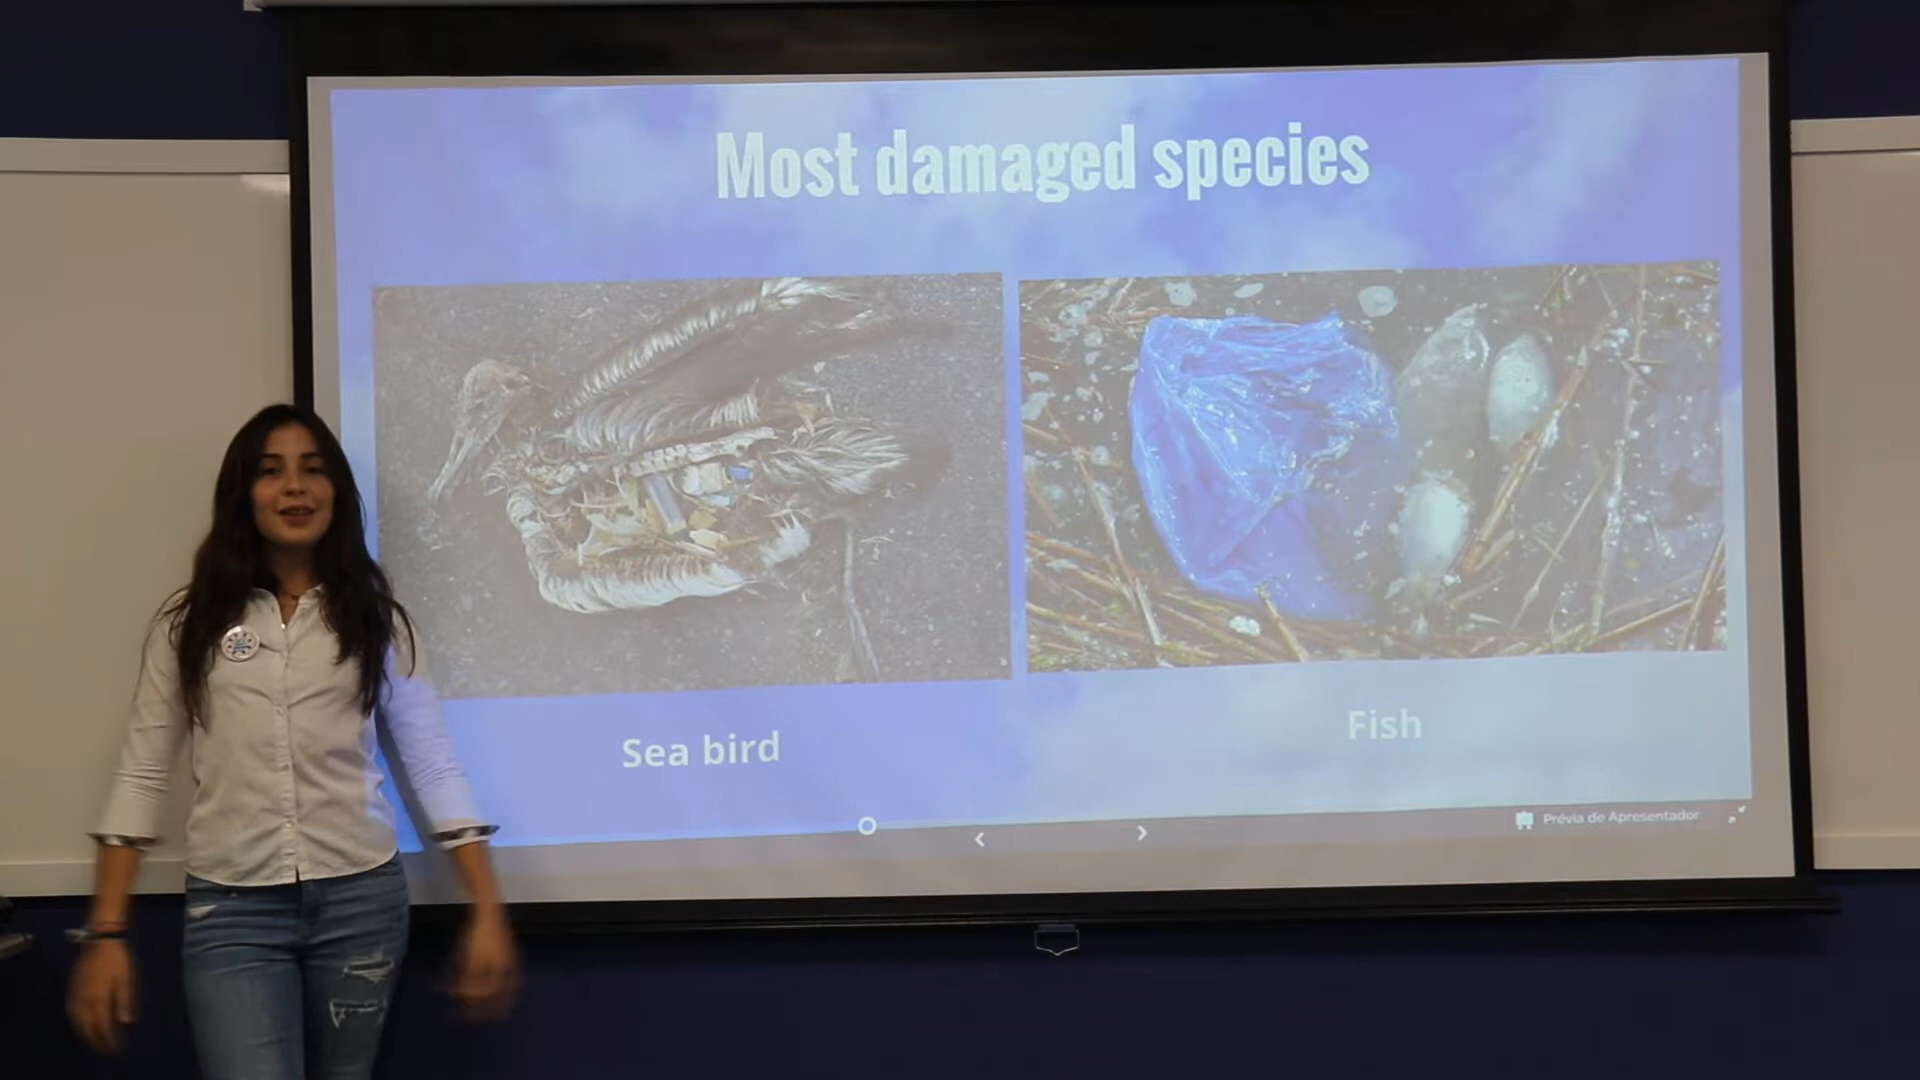 Most damaged species
Sea bird
Fish
Prévia de Apresentador